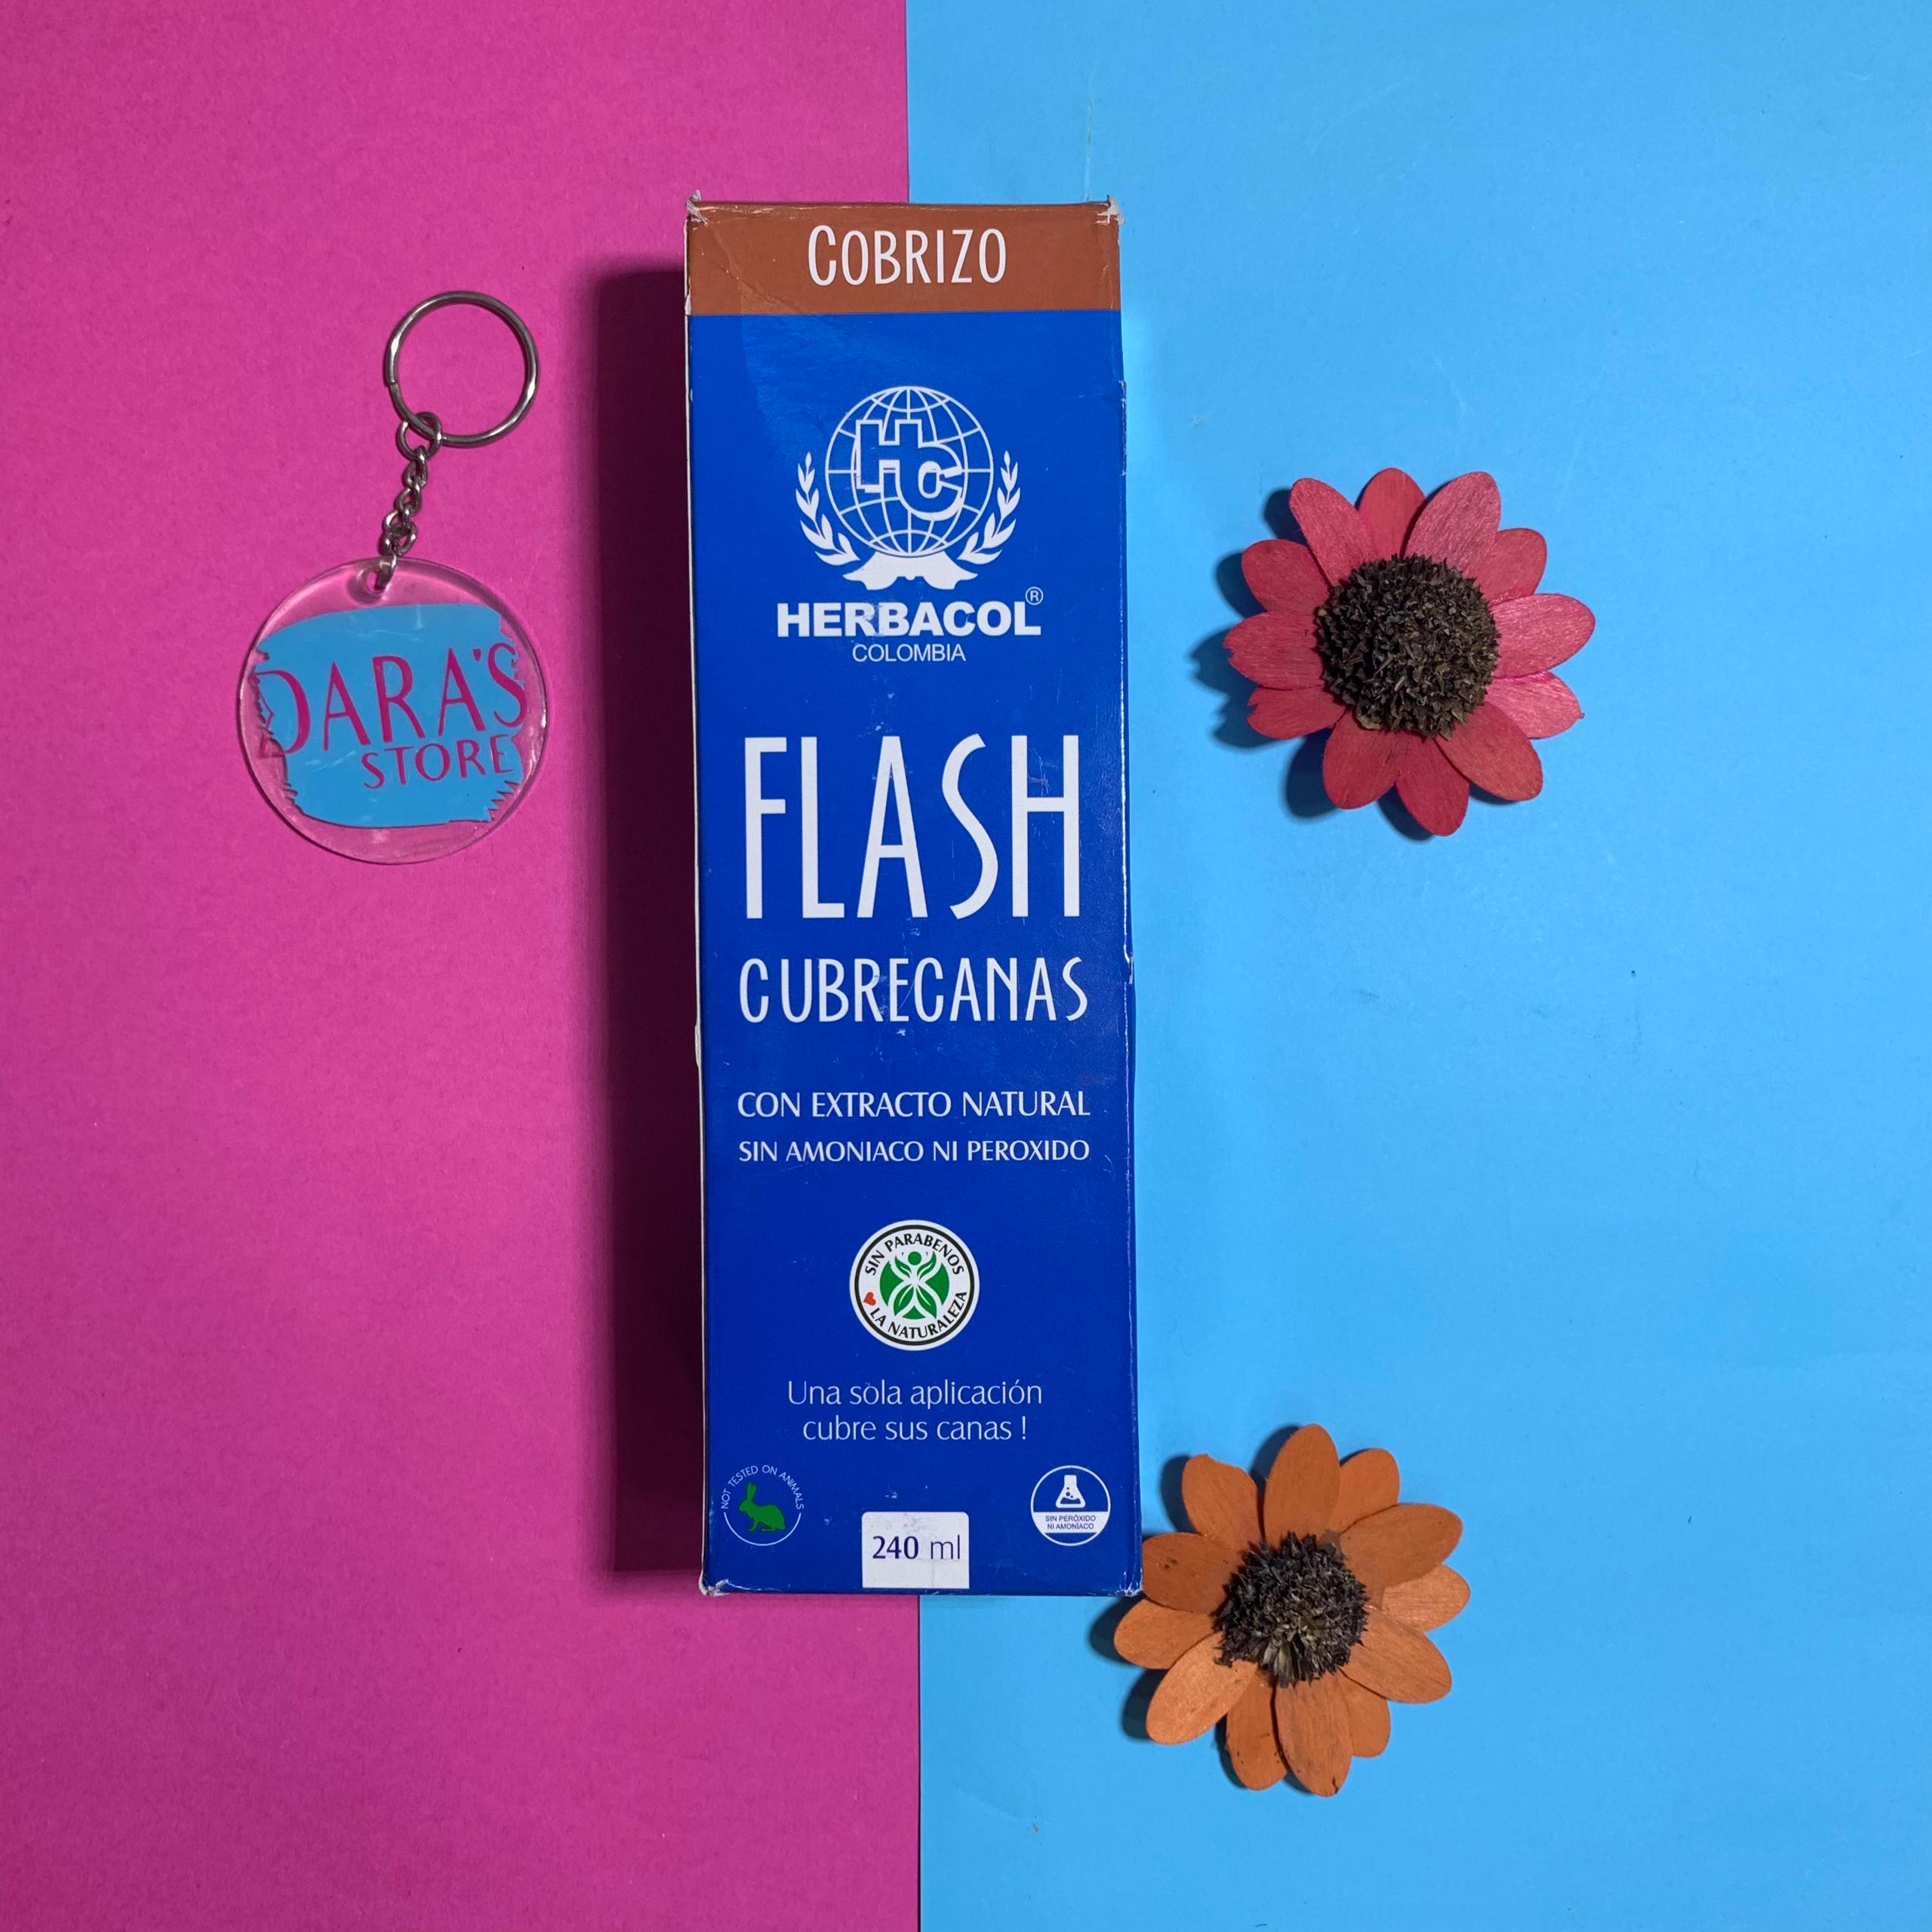 COBRIZO
HC
HERBACOL®
COLOMBIA
DARA'S
STORE
FLASH
CUBRECANAS
CON EXTRACTO NATURAL
SIN AMONIACO NI PEROXIDO
SIN PARABENOS
LA NATURALEZA
Una sola aplicación
cubre sus canas !
NOT TESTED ON ANIMALS
SIN PERÓXIDO
NI AMONÍACO
240 ml